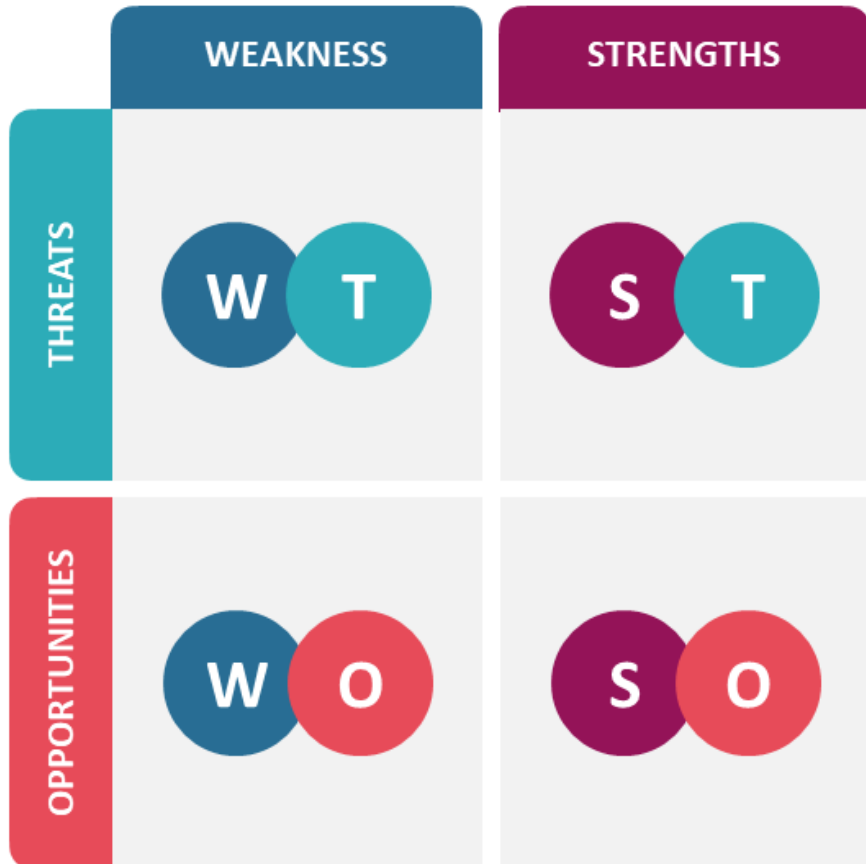 WEAKNESS
STRENGTHS
THREATS
W T
S T
OPPORTUNITIES
W O
S O